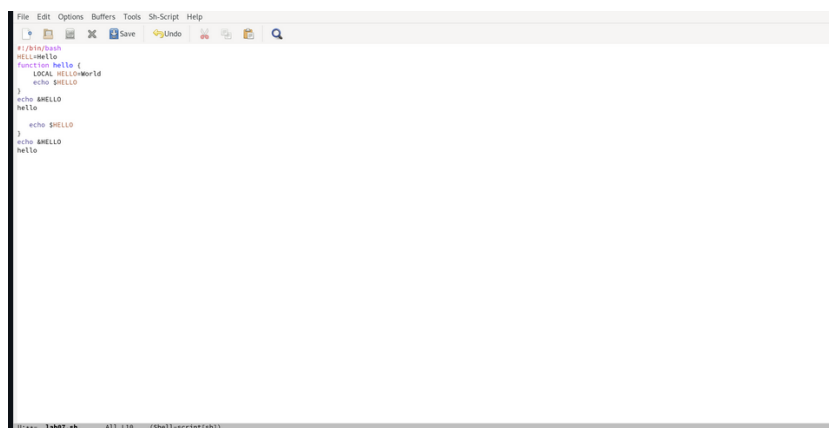 File Edit Options Buffers Tools Sh-Script Help
Save Undo
#!/bin/bash
HELL=Hello
function hello {
LOCAL HELLO=World
echo $HELLO
}
echo &HELLO
hello
echo $HELLO
}
echo &HELLO
hello
U:**- lab07.sh All L10 (Shell-script[sh])